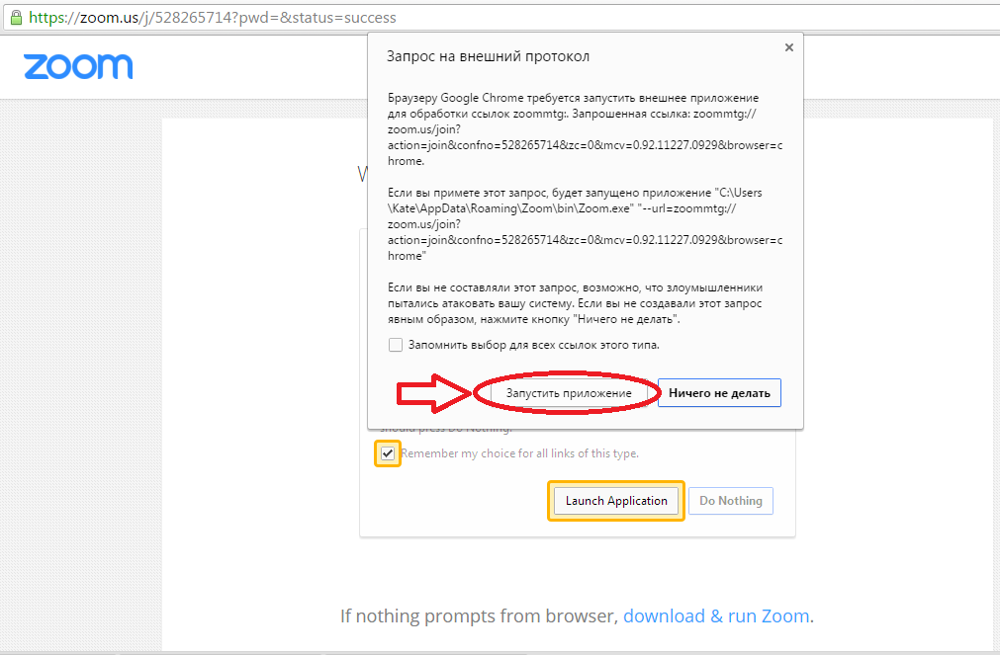 https://zoom.us/j/528265714?pwd=&status=success
zoom
Запрос на внешний протокол
Браузеру Google Chrome требуется запустить внешнее приложение
для обработки ссылок zoommtg:. Запрошенная ссылка: zoommtg://
zoom.us/join?
action=join&confno=528265714&zc=0&mcv=0.92.11227.0929&browser=c
hrome.
Если вы примете этот запрос, будет запущено приложение "C:\Users
\Kate\AppData\Roaming\Zoom\bin\Zoom.exe" "--url=zoommtg://
zoom.us/join?
action=join&confno=528265714&zc=0&mcv=0.92.11227.0929&browser=c
hrome"
Если вы не составляли этот запрос, возможно, что злоумышленники
пытались атаковать вашу систему. Если вы не создавали этот запрос
явным образом, нажмите кнопку "Ничего не делать".
Запомнить выбор для всех ссылок этого типа.
Запустить приложение
Ничего не делать
should press Do Nothing.
Remember my choice for all links of this type.
Launch Application
Do Nothing
If nothing prompts from browser, download & run Zoom.